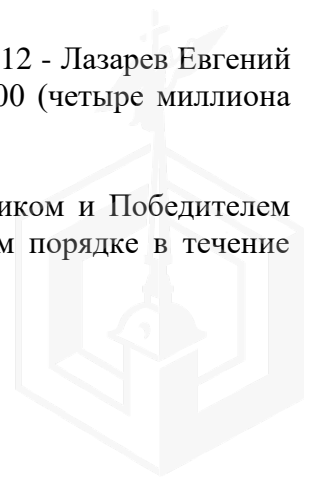 12 - Лазарев Евгений
00 (четыре миллиона
иком и Победителем
м порядке в течение